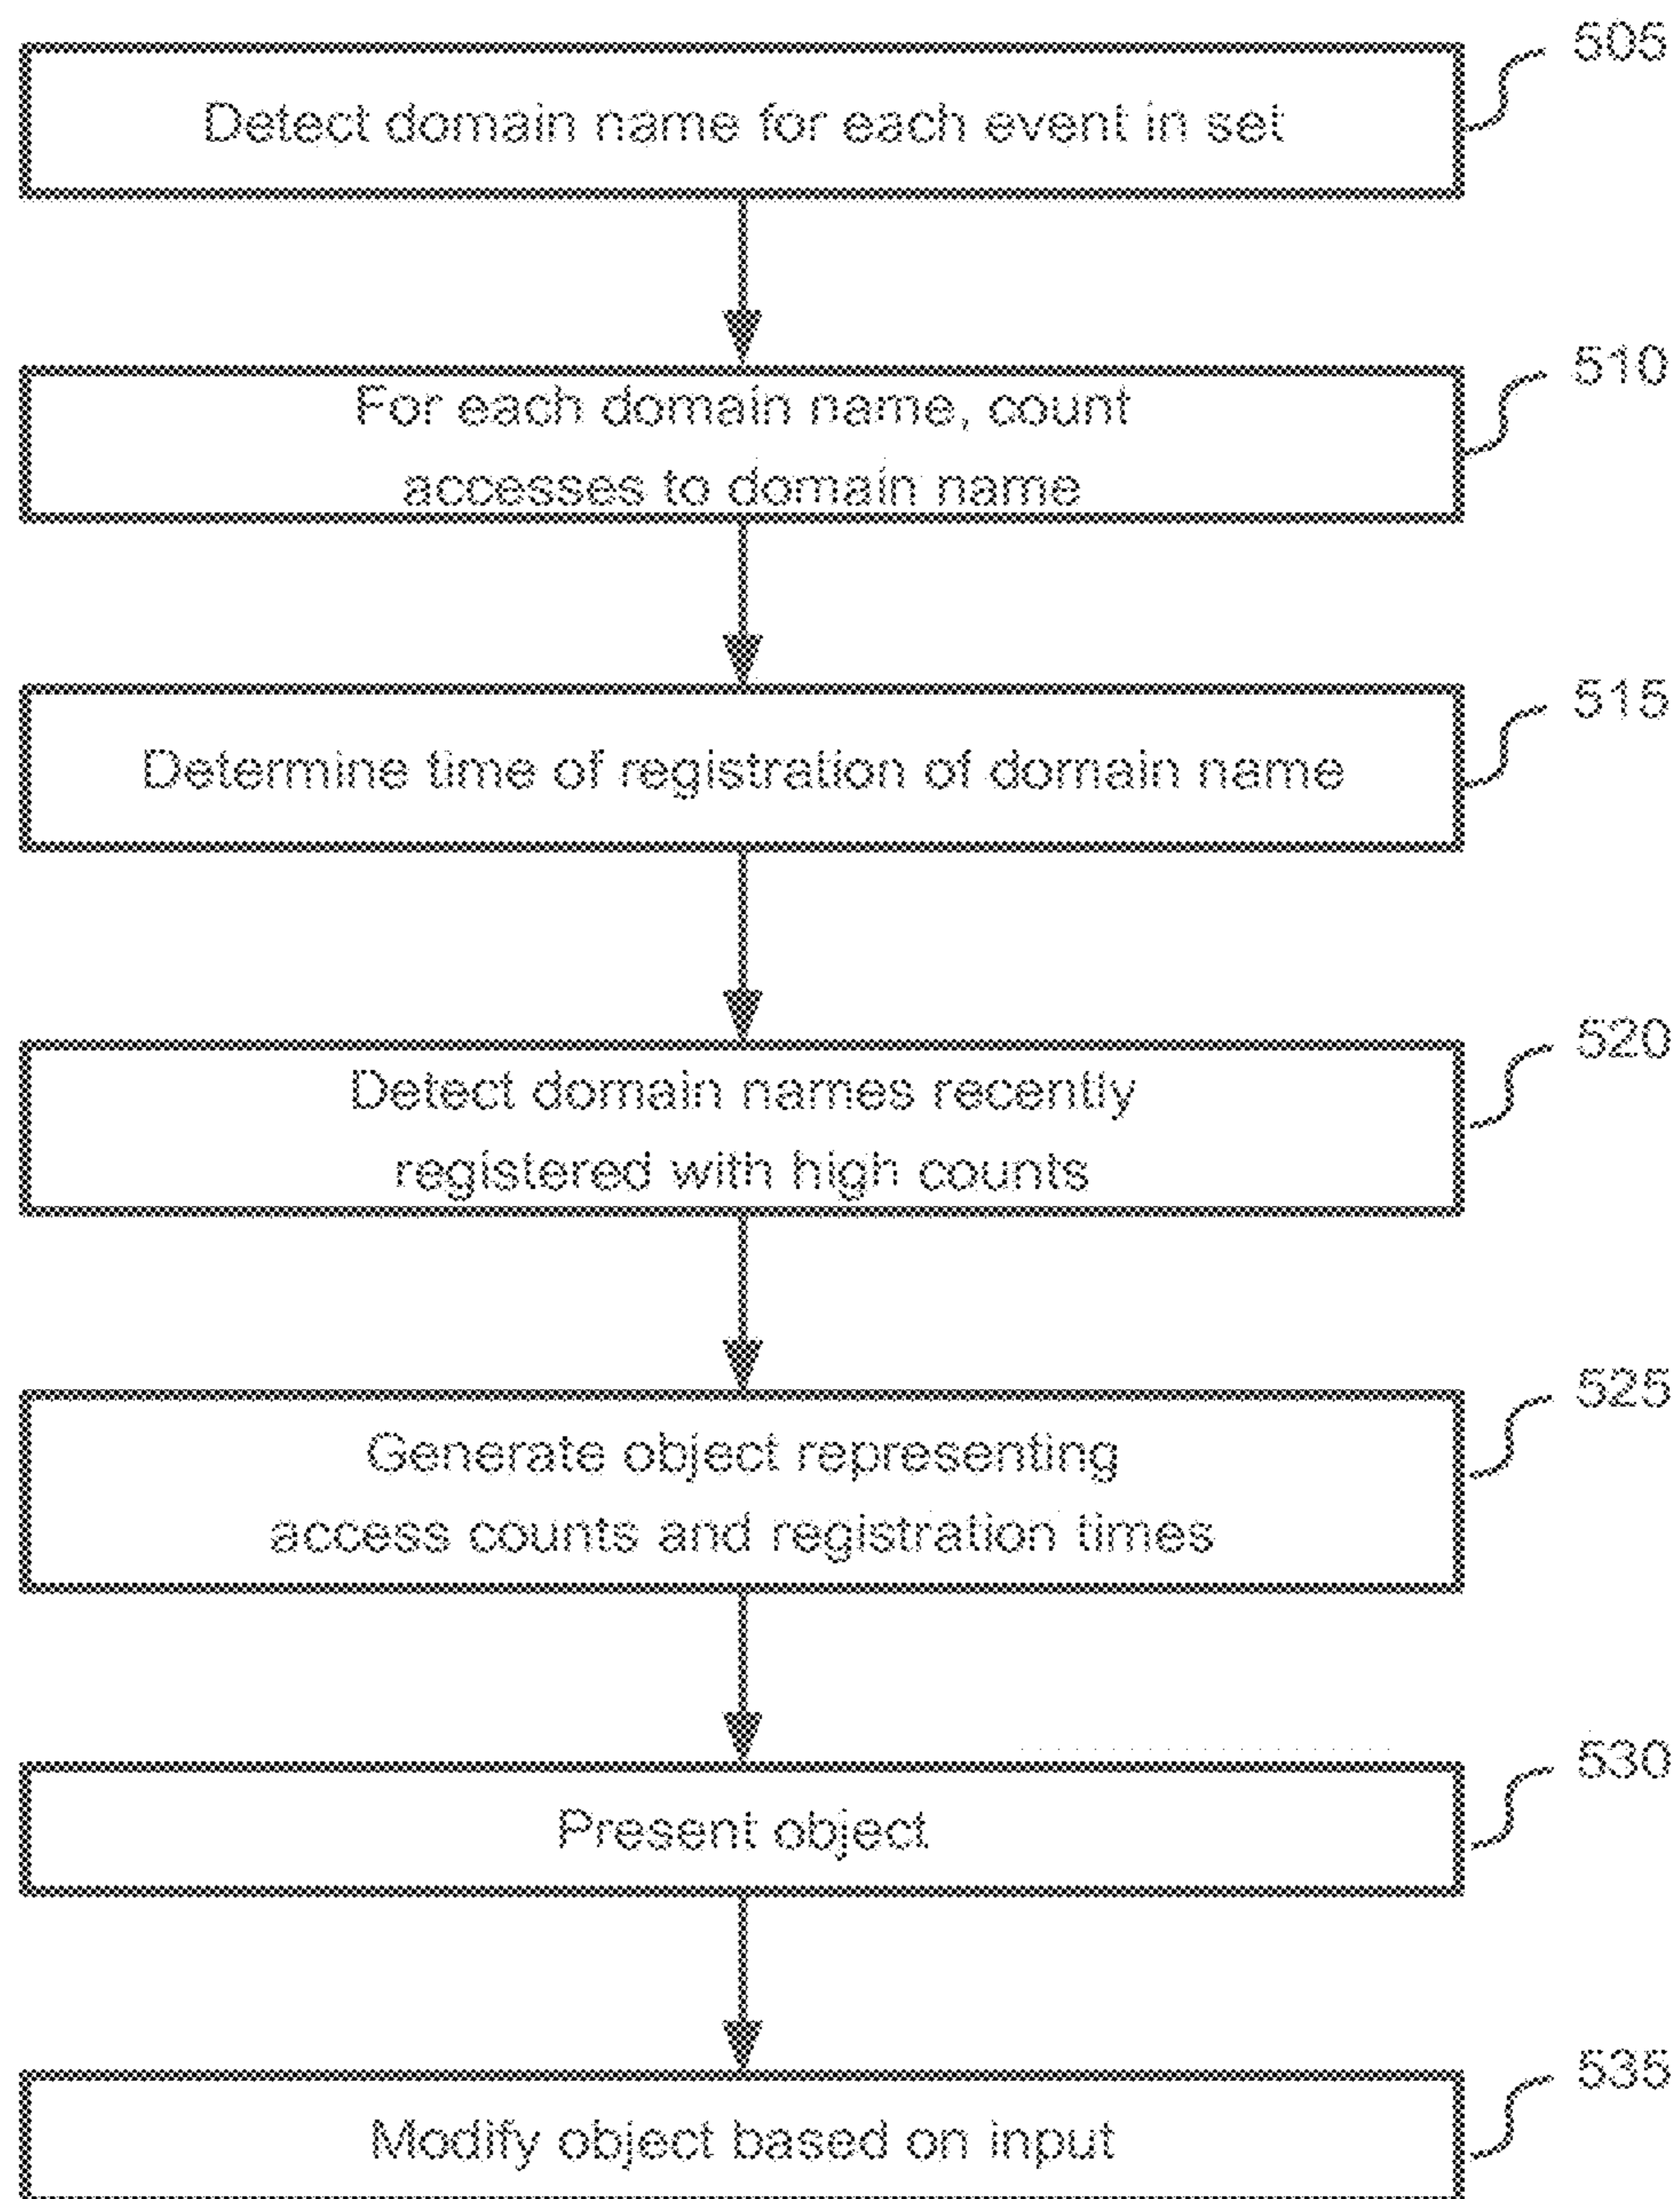 505
Detect domain name for each event in set
510
For each domain name, count
accesses to domain name
515
Determine time of registration of domain name
520
Detect domain names recently
registered with high counts
525
Generate object representing
access counts and registration times
530
Present object
535
Modify object based on input